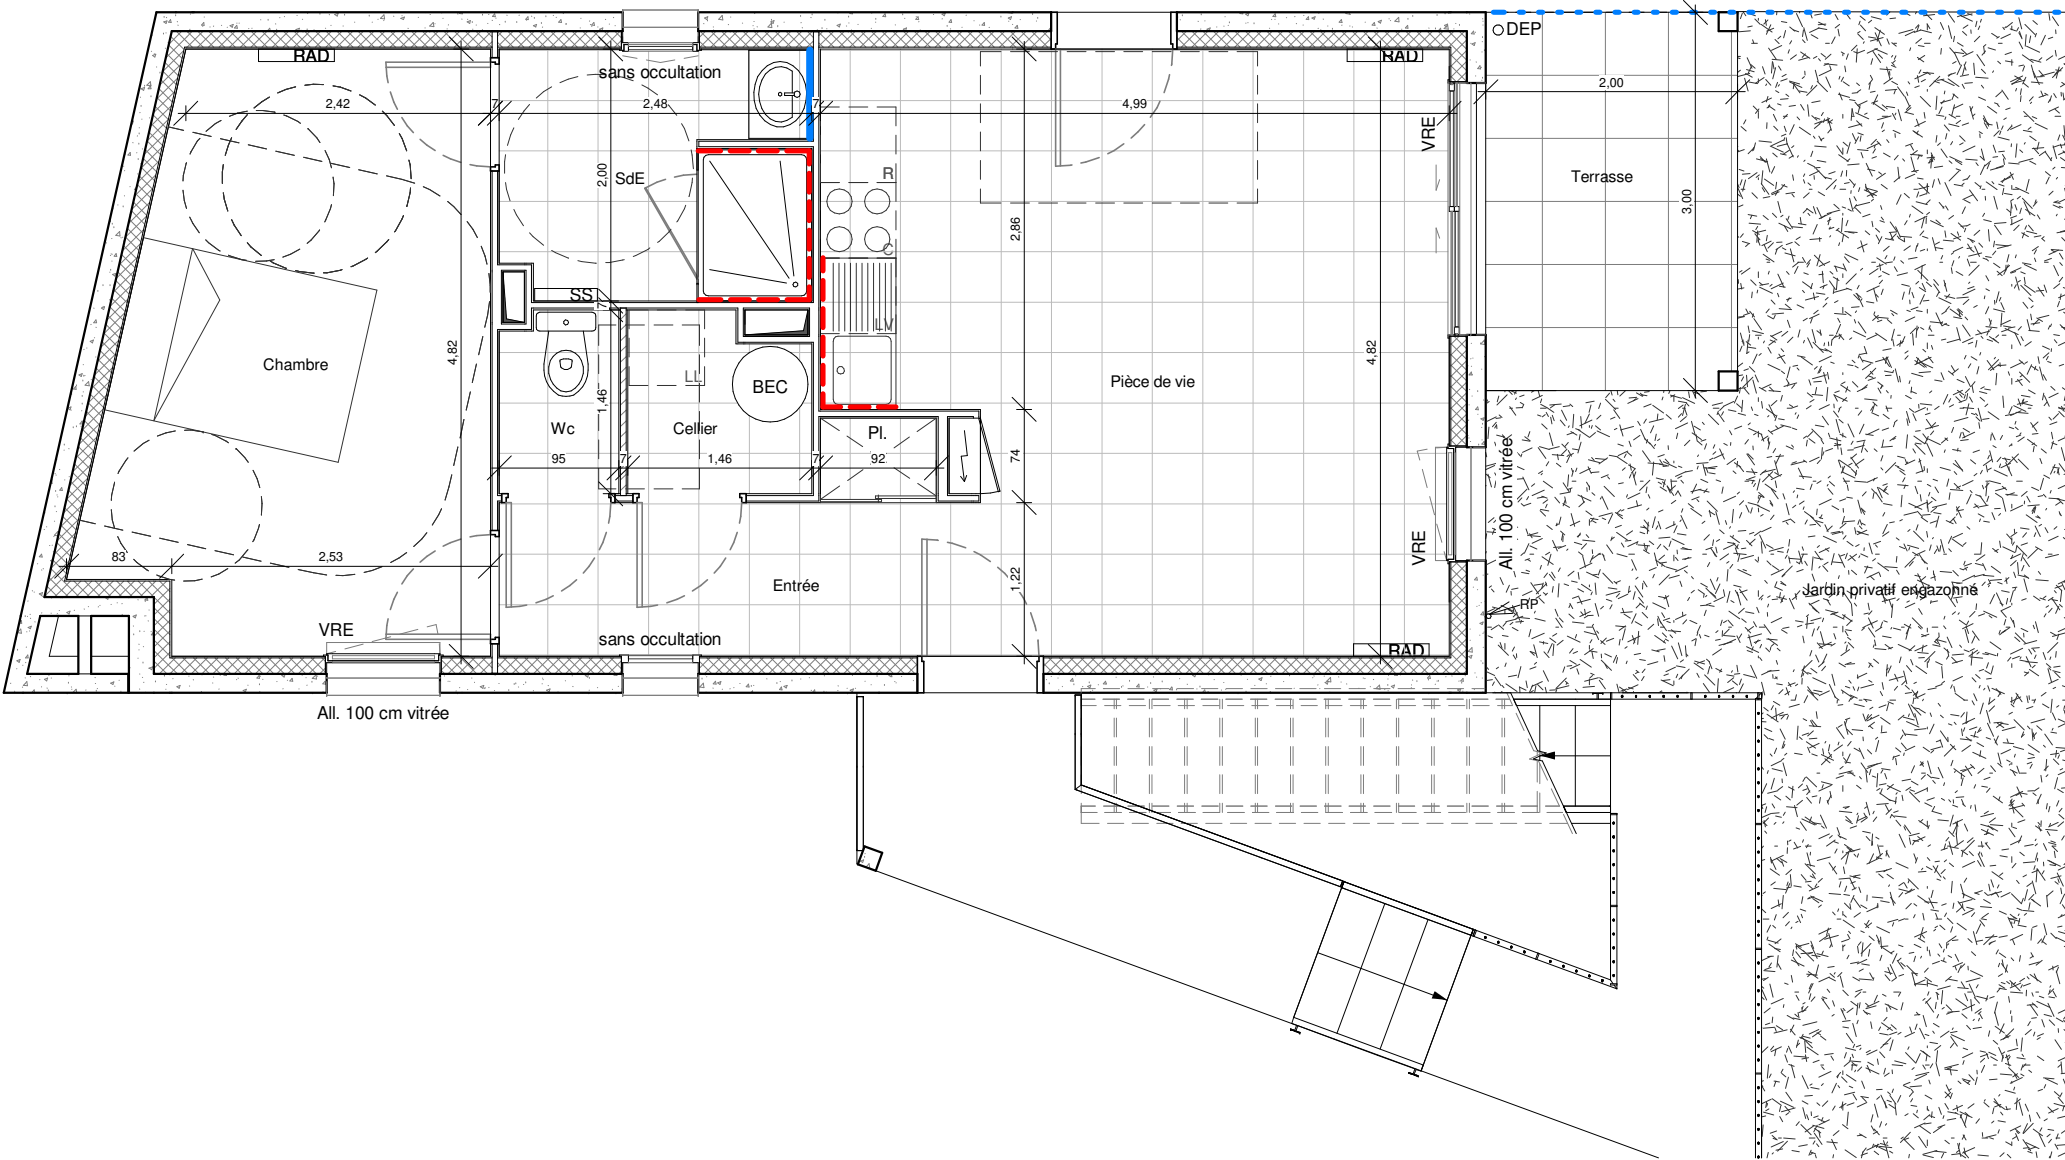 DEP
RAD
RAD
sans occultation
2,42
7
2,48
7
4,99
2,00
VRE
SdE
2,00
R
Terrasse
3,00
2,86
C
SS
7
LV
4,82
4,82
Chambre
LL
BEC
Pièce de vie
1,46
Wc
Cellier
Pl.
95
7
1,46
7
92
74
All. 100 cm vitrée
VRE
83
2,53
Entrée
1,22
Jardin privatif engazonné
RP
VRE
sans occultation
RAD
All. 100 cm vitrée